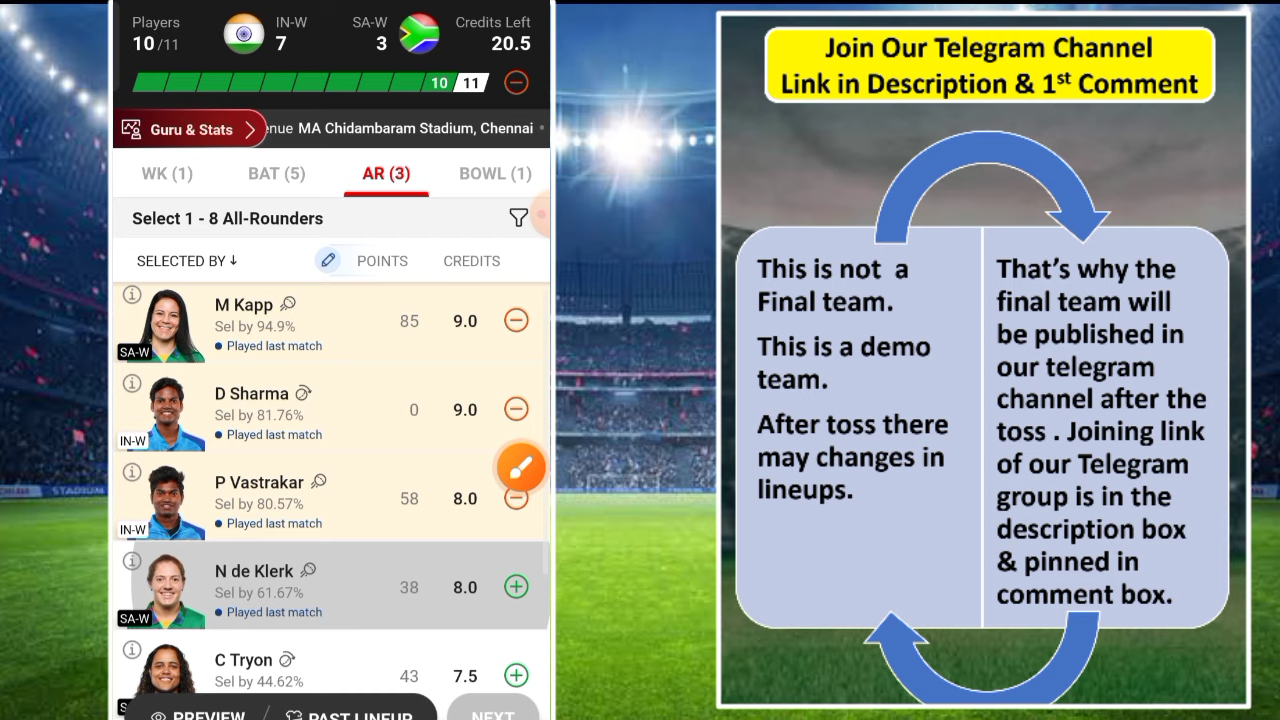 Players
IN-W
SA-W
Credits Left
10/11
7
3
20.5
10
11
Guru & Stats
nue MA Chidambaram Stadium, Chennai
WK (1)
BAT (5)
AR (3)
BOWL (1)
Select 1 - 8 All-Rounders
SELECTED BY ↓
POINTS
CREDITS
M Kapp
Sel by 94.9%
85
9.0
SA-W
Played last match
D Sharma
Sel by 81.76%
0
9.0
IN-W
Played last match
P Vastrakar
Sel by 80.57%
58
8.0
IN-W
Played last match
N de Klerk
Sel by 61.67%
38
8.0
SA-W
Played last match
C Tryon
Sel by 44.62%
43
7.5
PREVIEW
PAST LINEUP
NEXT
Join Our Telegram Channel
Link in Description & 1st Comment
This is not a
Final team.
This is a demo
team.
After toss there
may changes in
lineups.
That's why the
final team will
be published in
our telegram
channel after the
toss . Joining link
of our Telegram
group is in the
description box
& pinned in
comment box.
STADIUM